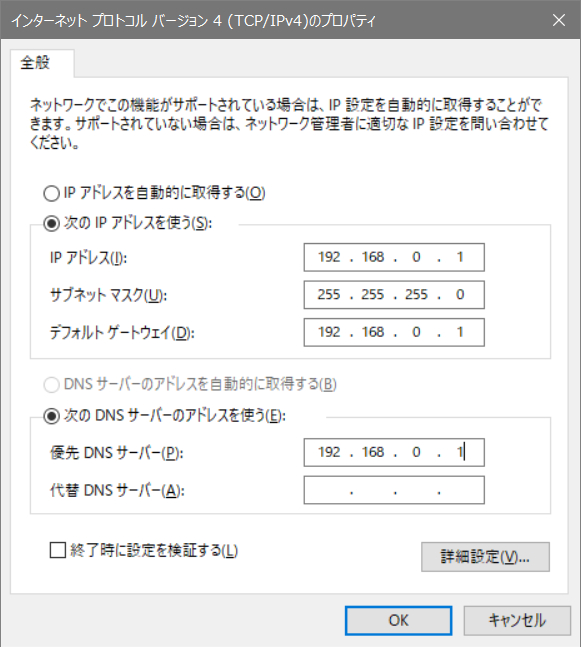 インターネット プロトコル バージョン 4 (TCP/IPv4)のプロパティ
全般
ネットワークでこの機能がサポートされている場合は、IP 設定を自動的に取得することがで
きます。サポートされていない場合は、ネットワーク管理者に適切な IP 設定を問い合わせて
ください。
IP アドレスを自動的に取得する(O)
次の IP アドレスを使う(S):
IP アドレス(I): 192 . 168 . 0 . 1
サブネット マスク(U): 255 . 255 . 255 . 0
デフォルト ゲートウェイ(D): 192 . 168 . 0 . 1
DNS サーバーのアドレスを自動的に取得する(B)
次の DNS サーバーのアドレスを使う(E):
優先 DNS サーバー(P): 192 . 168 . 0 . 1
代替 DNS サーバー(A): . . .
終了時に設定を検証する(L)
詳細設定(V)...
OK キャンセル